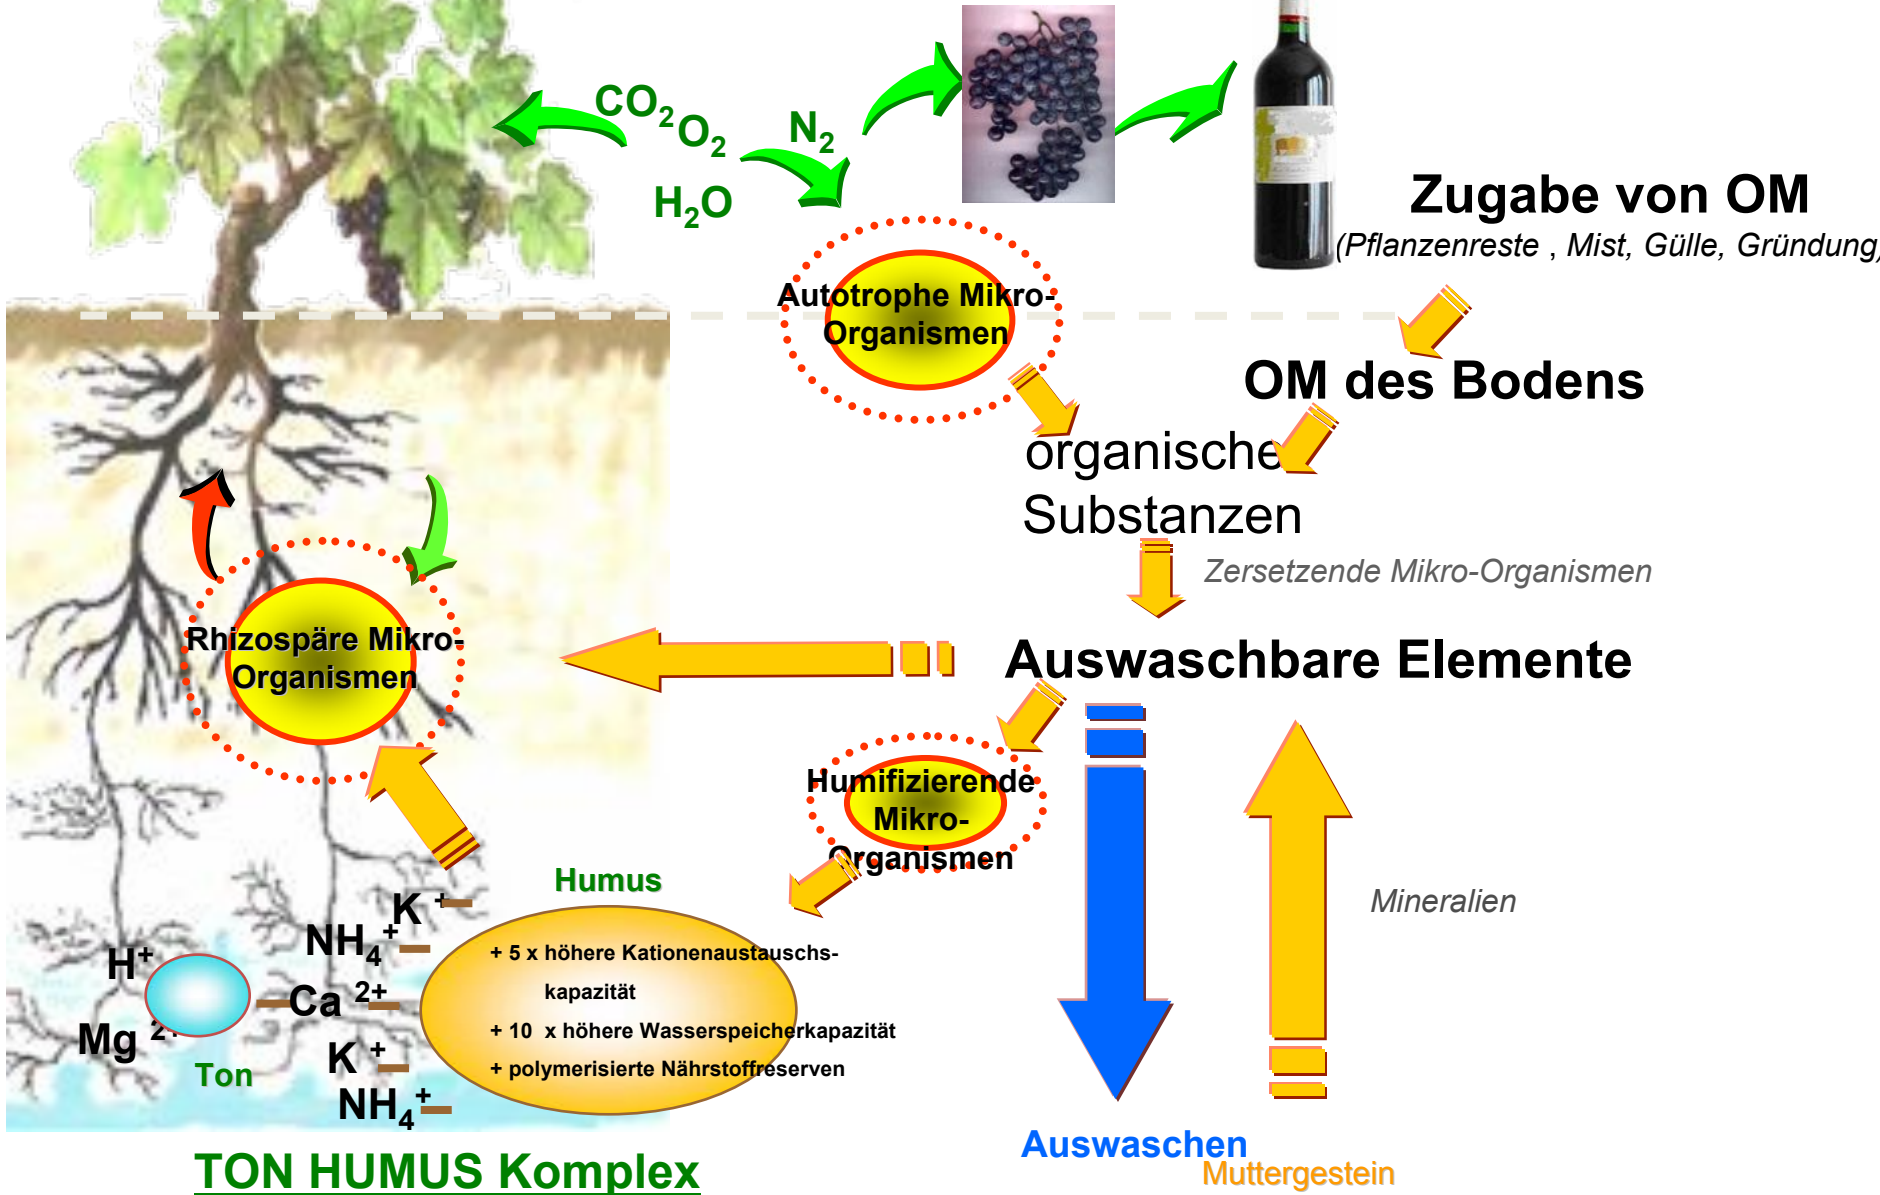 CO2
O2
N2
H2O
Zugabe von OM
(Pflanzenreste , Mist, Gülle, Gründung)
Autotrophe Mikro-
Organismen
OM des Bodens
organische
Substanzen
Zersetzende Mikro-Organismen
Rhizospäre Mikro-
Organismen
Auswaschbare Elemente
Humifizierende
Mikro-
Organismen
Mineralien
Humus
+ 5 x höhere Kationenaustauschs-
kapazität
+ 10 x höhere Wasserspeicherkapazität
+ polymerisierte Nährstoffreserven
K +
NH4+
H+
Ca 2+
Mg 2+
K +
Ton
NH4+
Auswaschen
Muttergestein
TON HUMUS Komplex